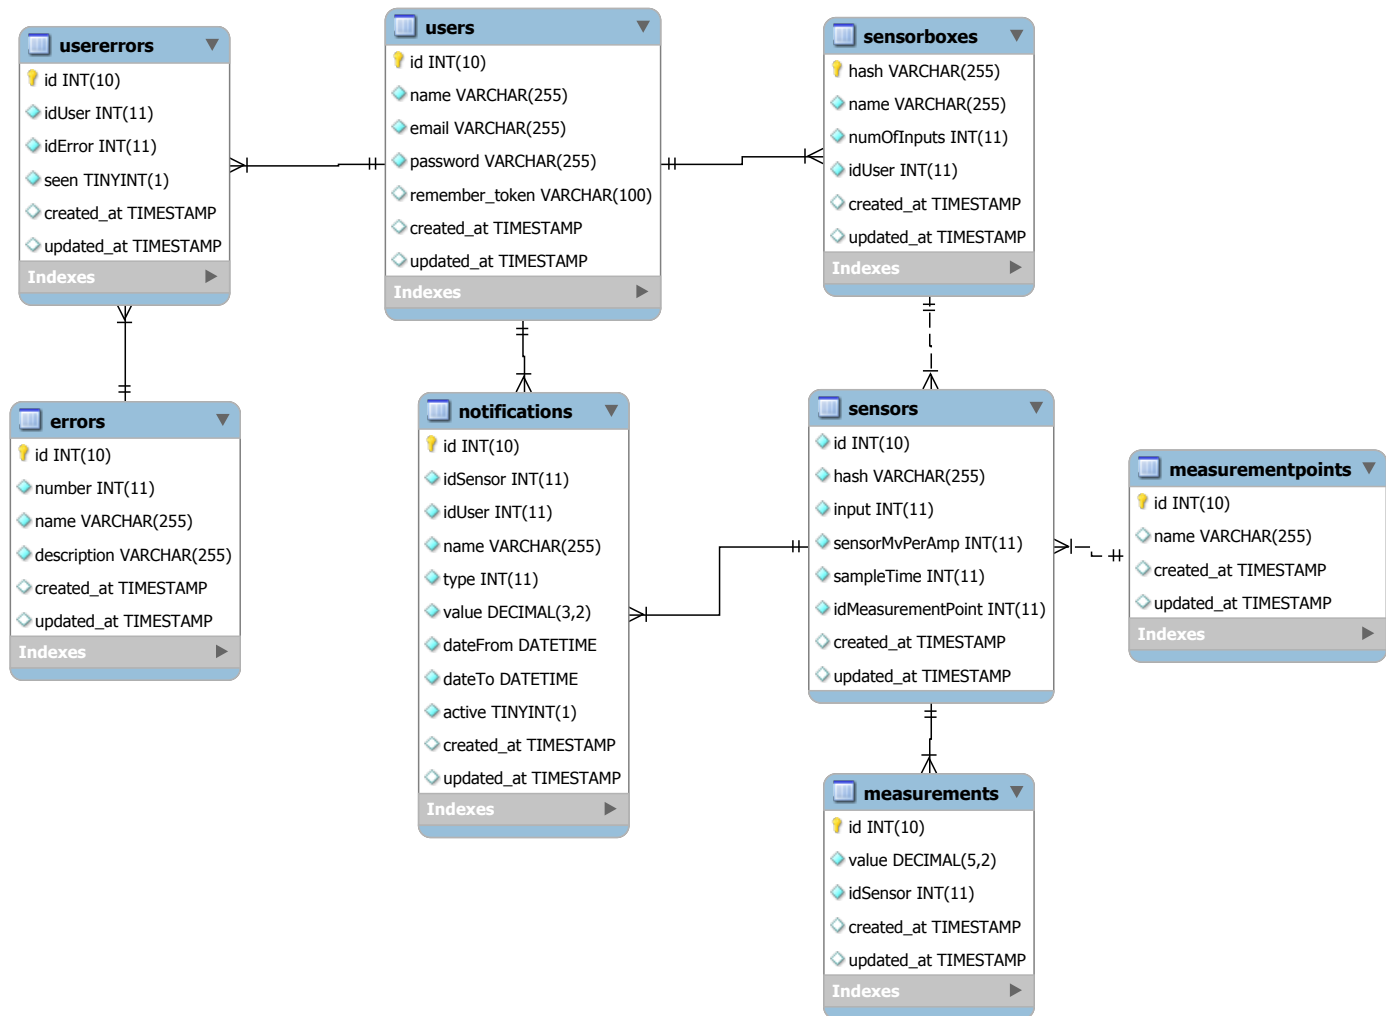 usererrors
id INT(10)
idUser INT(11)
idError INT(11)
seen TINYINT(1)
created_at TIMESTAMP
updated_at TIMESTAMP
Indexes
users
id INT(10)
name VARCHAR(255)
email VARCHAR(255)
password VARCHAR(255)
remember_token VARCHAR(100)
created_at TIMESTAMP
updated_at TIMESTAMP
Indexes
sensorboxes
hash VARCHAR(255)
name VARCHAR(255)
numOfInputs INT(11)
idUser INT(11)
created_at TIMESTAMP
updated_at TIMESTAMP
Indexes
errors
id INT(10)
number INT(11)
name VARCHAR(255)
description VARCHAR(255)
created_at TIMESTAMP
updated_at TIMESTAMP
Indexes
notifications
id INT(10)
idSensor INT(11)
idUser INT(11)
name VARCHAR(255)
type INT(11)
value DECIMAL(3,2)
dateFrom DATETIME
dateTo DATETIME
active TINYINT(1)
created_at TIMESTAMP
updated_at TIMESTAMP
Indexes
sensors
id INT(10)
hash VARCHAR(255)
input INT(11)
sensorMvPerAmp INT(11)
sampleTime INT(11)
idMeasurementPoint INT(11)
created_at TIMESTAMP
updated_at TIMESTAMP
measurementpoints
id INT(10)
name VARCHAR(255)
created_at TIMESTAMP
updated_at TIMESTAMP
Indexes
measurements
id INT(10)
value DECIMAL(5,2)
idSensor INT(11)
created_at TIMESTAMP
updated_at TIMESTAMP
Indexes